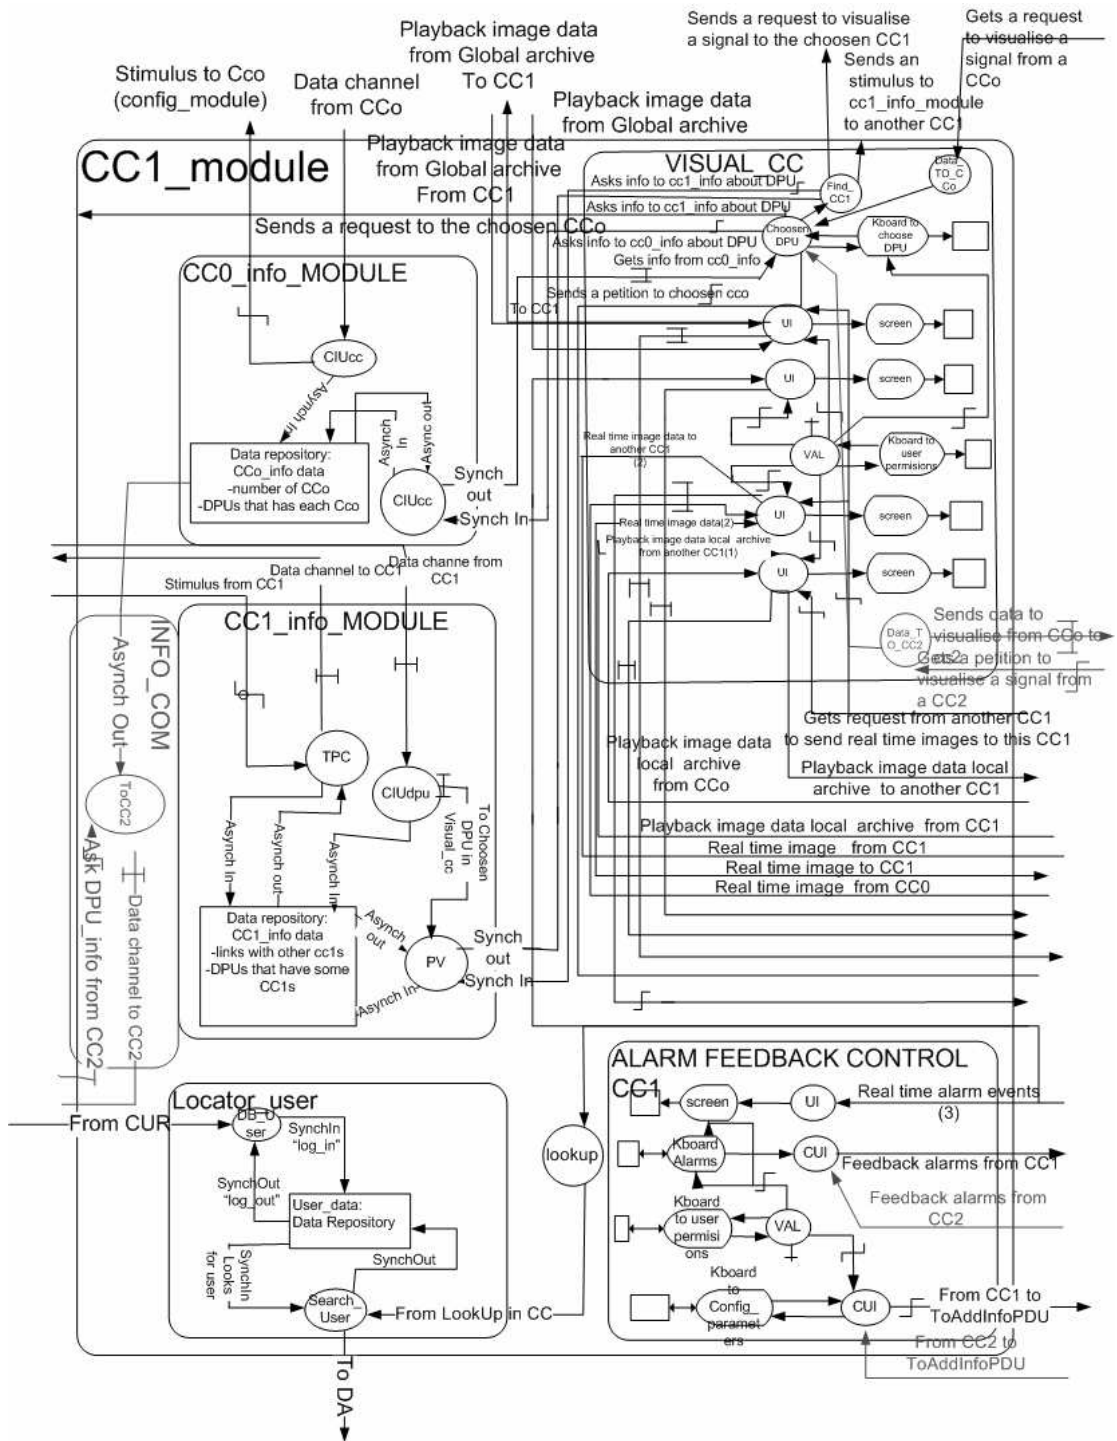 Playback image data
from Global archive
To CC1
Sends a request to visualise
a signal to the choosen CC1
Gets a request
to visualise a
signal from a
CCo
Stimulus to Cco
(config_module)
Data channel
from CCo
Sends an
stimulus to
cc1_info_module
to another CC1
Playback image data
from Global archive
Playback image data
from Global archive
From CC1
CC1_module
VISUAL_CC
Asks info to cc1_info about DPU
Find_
CC1
Data_
TO_C
Co
Asks info to cc1_info about DPU
Sends a request to the choosen CCo
Choosen
DPU
Kboard to
choose
DPU
Asks info to cc0_info about DPU
Gets info from cc0_info
CC0_info_MODULE
Sends a petition to choosen cco
To CC1
UI
screen
CIUcc
UI
screen
Asynch In
Asynch
In
Async out
Data repository:
CCo_info data
-number of CCo
-DPUs that has each Cco
CIUcc
Synch
out
Synch In
Real time image data to
another CC1
(2)
VAL
Kboard to
user
permisions
UI
screen
Real time image data(2)
Playback image data local archive
from another CC1(1)
UI
screen
Data channel to CC1
Data channe from
CC1
Stimulus from CC1
CC1_info_MODULE
INFO_COM
Asynch Out
Data_T
O_CC2
Sends data to
visualise from CCo to
cc2
Gets a petition to
visualise a signal from
a CC2
TPC
CIUdpu
ToCC2
Gets request from another CC1
to send real time images to this CC1
Playback image data
local archive
from CCo
Playback image data local
archive to another CC1
To Choosen
DPU in
Visual_cc
Asynch In
Asynch out
Asynch In
Playback image data local archive from CC1
Real time image from CC1
Real time image to CC1
Real time image from CC0
Ask DPU_info from CC2
Data channel to CC2
Data repository:
CC1_info data
-links with other cc1s
-DPUs that have some
CC1s
Asynch
out
PV
Synch
out
Synch In
Asynch In
ALARM FEEDBACK CONTROL
CC1
Locator_user
From CUR
DB_U
ser
SynchIn
"log_in"
screen
UI
Real time alarm events
(3)
lookup
Kboard
Alarms
CUI
Feedback alarms from CC1
SynchOut
"log_out"
User_data:
Data Repository
Feedback alarms from
CC2
Kboard
to user
permisi
ons
VAL
SynchIn
Looks
for user
SynchOut
Search_
User
From LookUp in CC
Kboard
to
Config_
paramet
ers
CUI
From CC1 to
ToAddInfoPDU
From CC2 to
ToAddInfoPDU
To DA